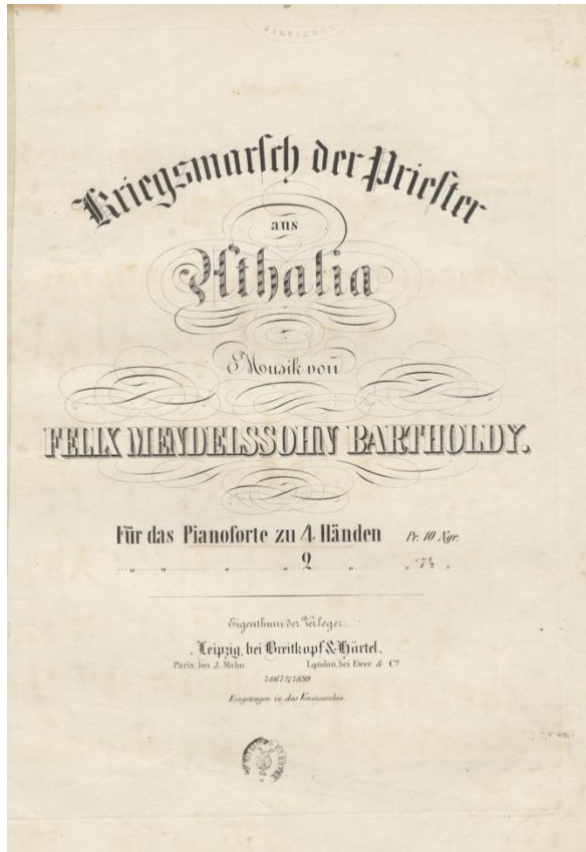 Kriegsmarsch der Priester
aus
Athalia
Musik von
FELIX MENDELSSOHN BARTHOLDY.
Für das Pianoforte zu 4 Händen Pr. 10 Ngr.
" " " " 2 " " 7½ "
Eigenthum der Verleger.
Leipzig, bei Breitkopf & Härtel.
Paris, bei J. Maho. London, bei Ewer & Cº
Eingetragen in das Vereinsarchiv.